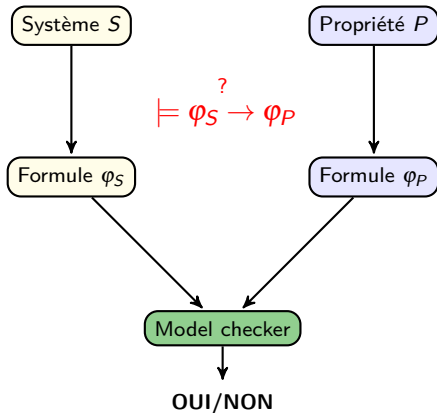 Système S
Propriété P
?
⊨ φS → φP
Formule φS
Formule φP
Model checker
OUI/NON